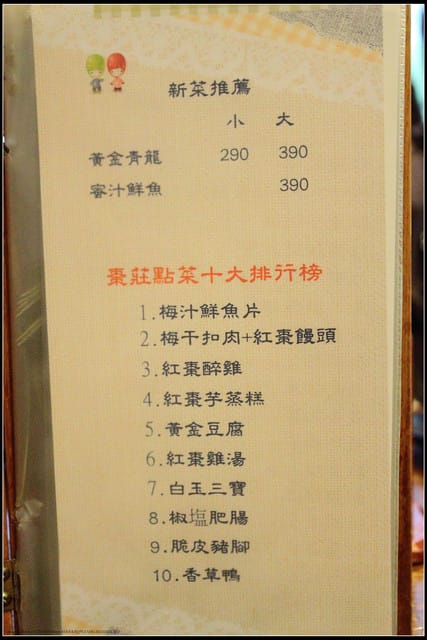 新菜推薦
小 大
黃金青龍 290 390
蜜汁鮮魚 390
棗莊點菜十大排行榜
1.梅汁鮮魚片
2.梅干扣肉+紅棗饅頭
3.紅棗醉雞
4.紅棗芋蒸糕
5.黃金豆腐
6.紅棗雞湯
7.白玉三寶
8.椒塩肥腸
9.脆皮豬腳
10.香草鴨